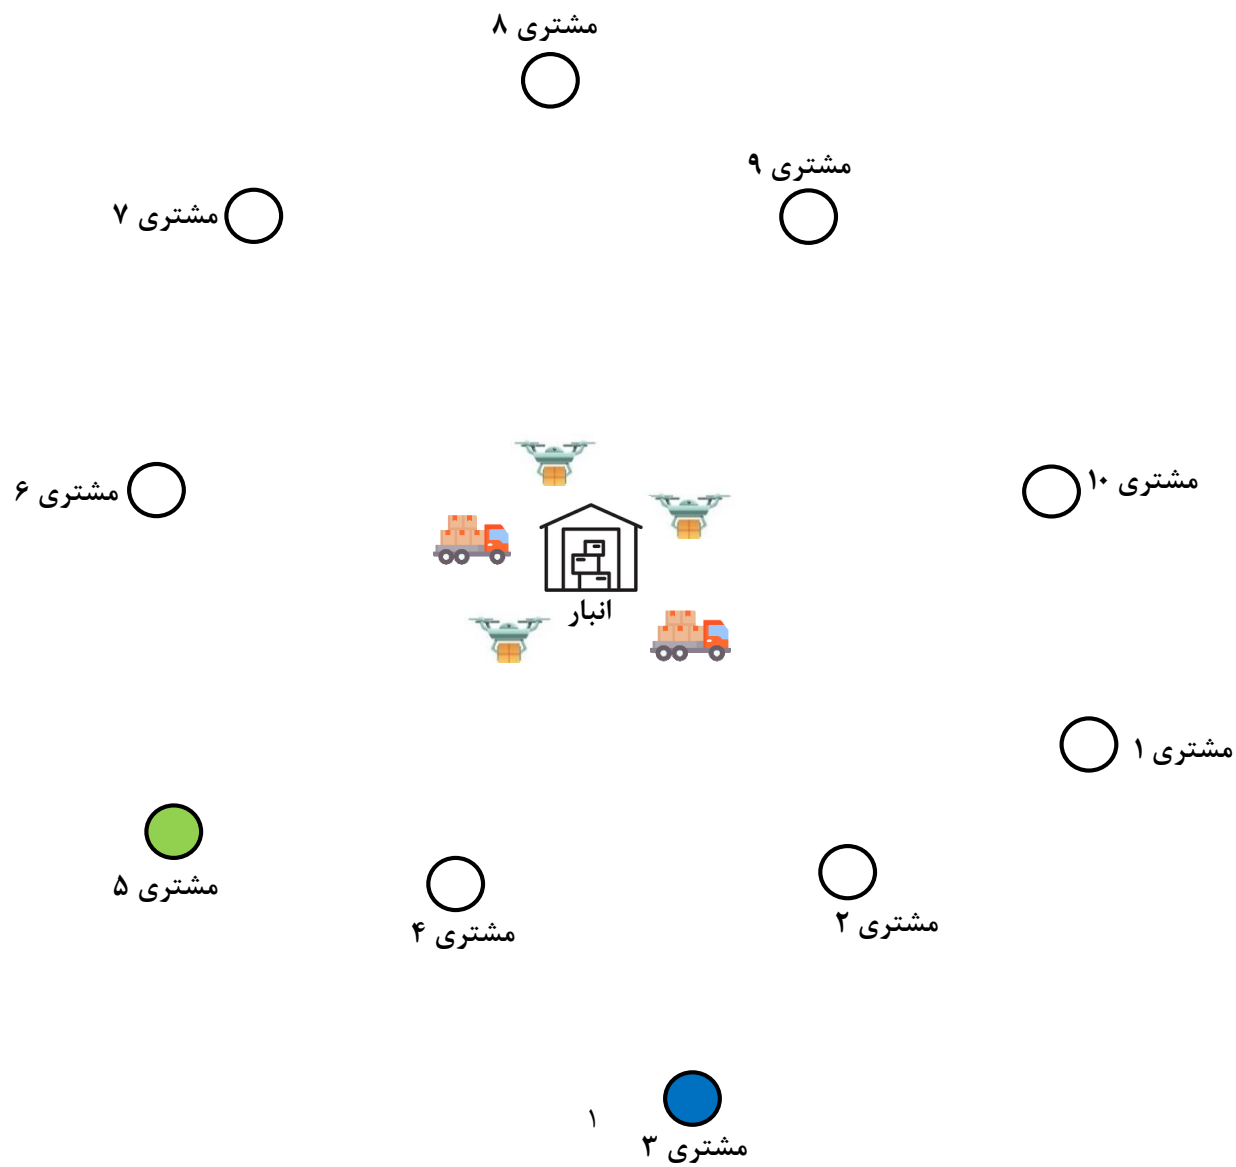 مشتری ۸
مشتری ۹
مشتری ۷
مشتری ۱۰
مشتری ۶
انبار
مشتری ۱
مشتری ۵
مشتری ۲
مشتری ۴
۱
مشتری ۳